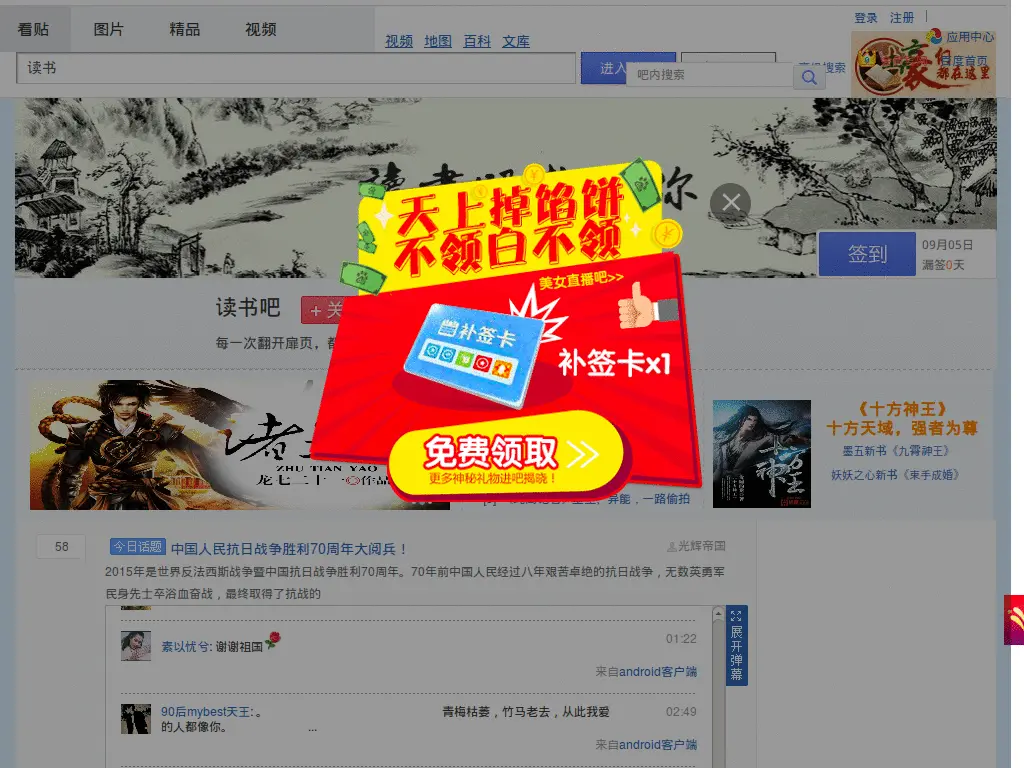 看贴 图片 精品 视频
视频 地图 百科 文库
登录 注册
应用中心
都在这里
读书
进入
吧内搜索
搜索
天上掉馅饼
不领白不领
美女直播吧>>
签到
09月05日
漏签0天
读书吧
+ 关
每一次翻开扉页，
补签卡
补签卡x1
免费领取
更多神秘礼物进吧揭晓！
ZHU TIAN YAO
龙七二十一◎作品
异能，一路偷拍
《十方神王》
十方天域，强者为尊
墨五新书《九霄神王》
妖妖之心新书《束手成婚》
十方神王
58
今日话题 中国人民抗日战争胜利70周年大阅兵！
光辉帝国
2015年是世界反法西斯战争暨中国抗日战争胜利70周年。70年前中国人民经过八年艰苦卓绝的抗日战争，无数英勇军
民身先士卒浴血奋战，最终取得了抗战的
展开弹幕
素以忧兮: 谢谢祖国
01:22
来自android客户端
90后mybest天王:。 青梅枯萎，竹马老去，从此我爱
的人都像你。 ...
02:49
来自android客户端